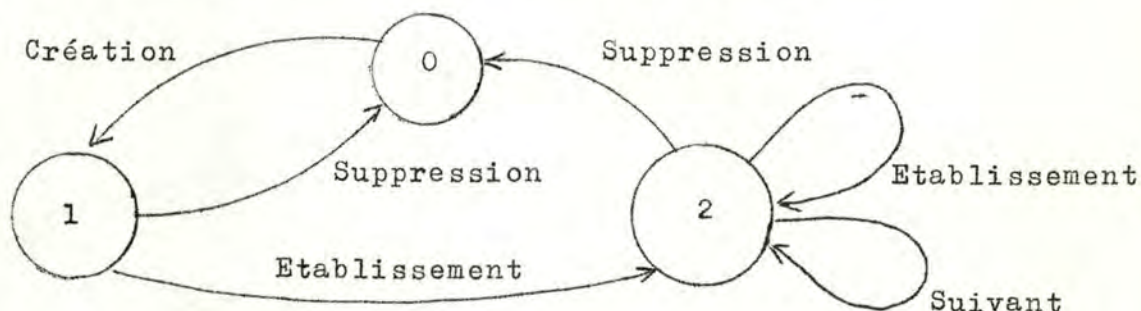 Création
0
Suppression
Suppression
1
2
Etablissement
Etablissement
Suivant